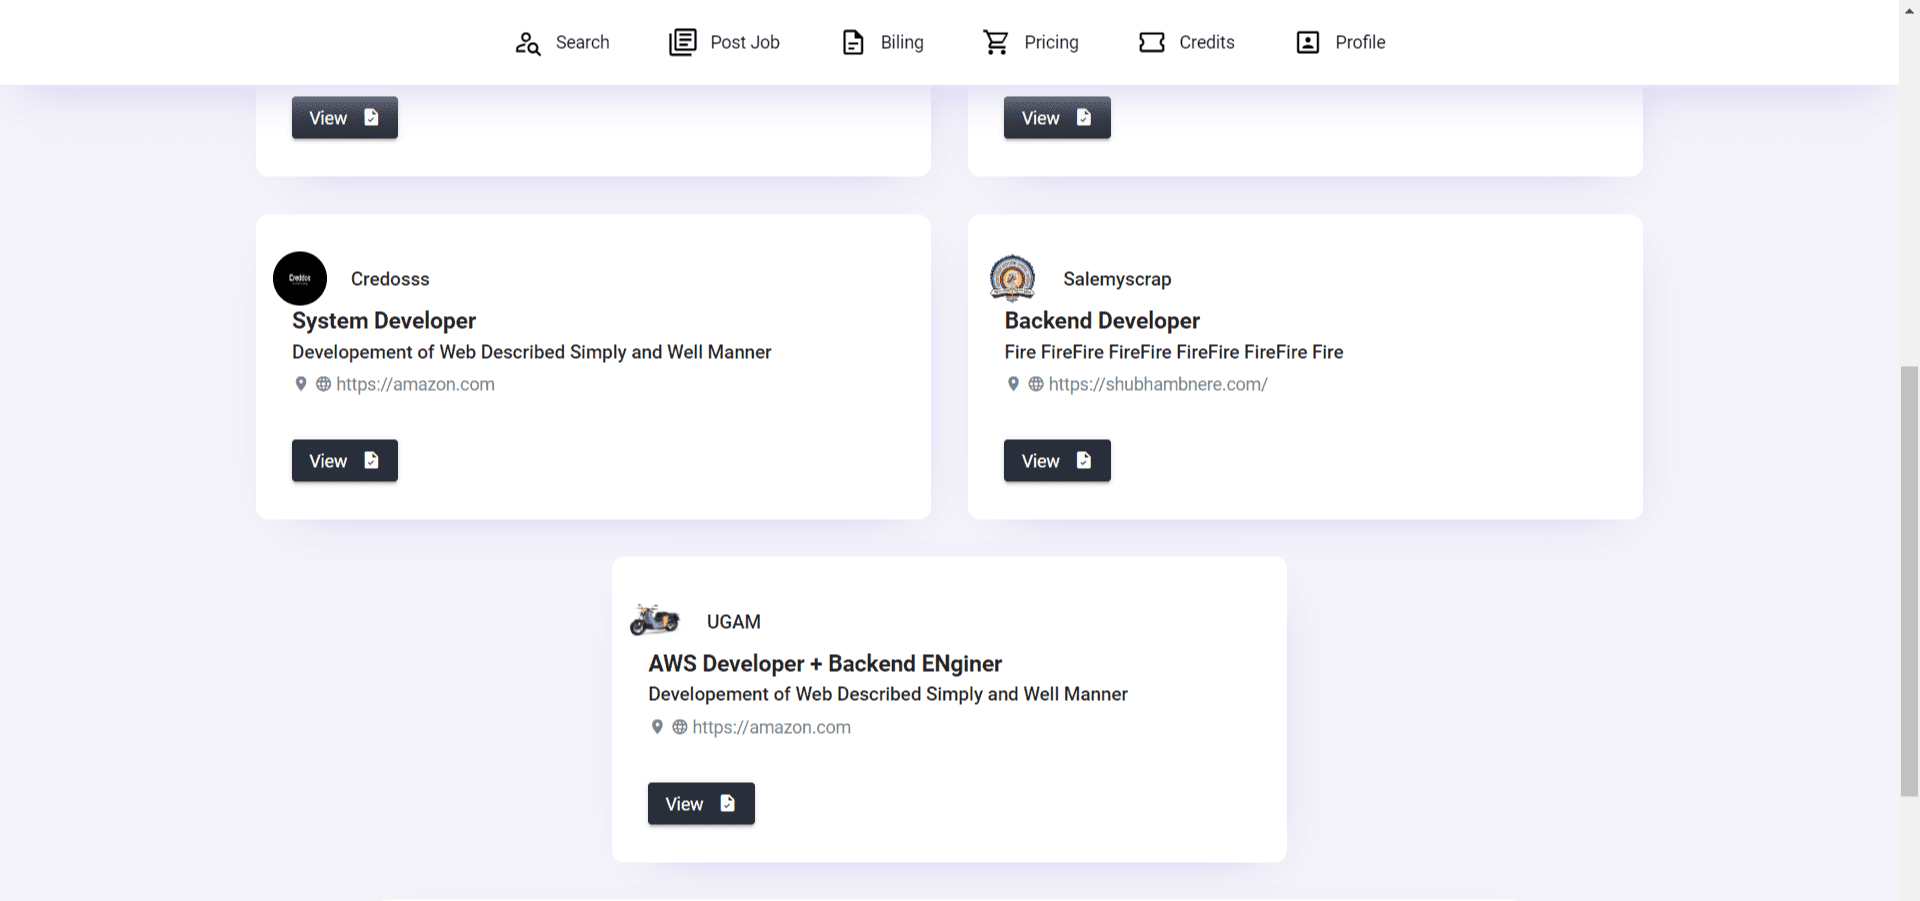 Search Post Job Biling Pricing Credits Profile
View View
Creddos
Credosss
System Developer
Developement of Web Described Simply and Well Manner
https://amazon.com
View
Salemyscrap
Backend Developer
Fire FireFire FireFire FireFire FireFire Fire
https://shubhambnere.com/
View
UGAM
AWS Developer + Backend ENginer
Developement of Web Described Simply and Well Manner
https://amazon.com
View